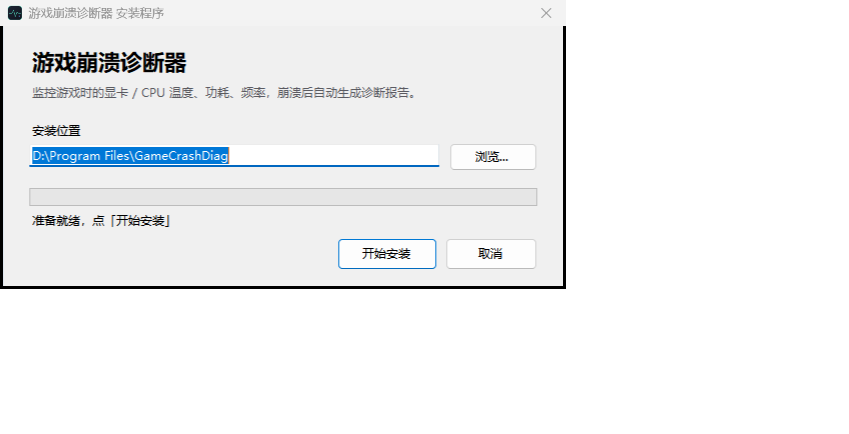 游戏崩溃诊断器 安装程序
游戏崩溃诊断器
监控游戏时的显卡 / CPU 温度、功耗、频率，崩溃后自动生成诊断报告。
安装位置
D:\Program Files\GameCrashDiag
浏览...
准备就绪，点「开始安装」
开始安装
取消